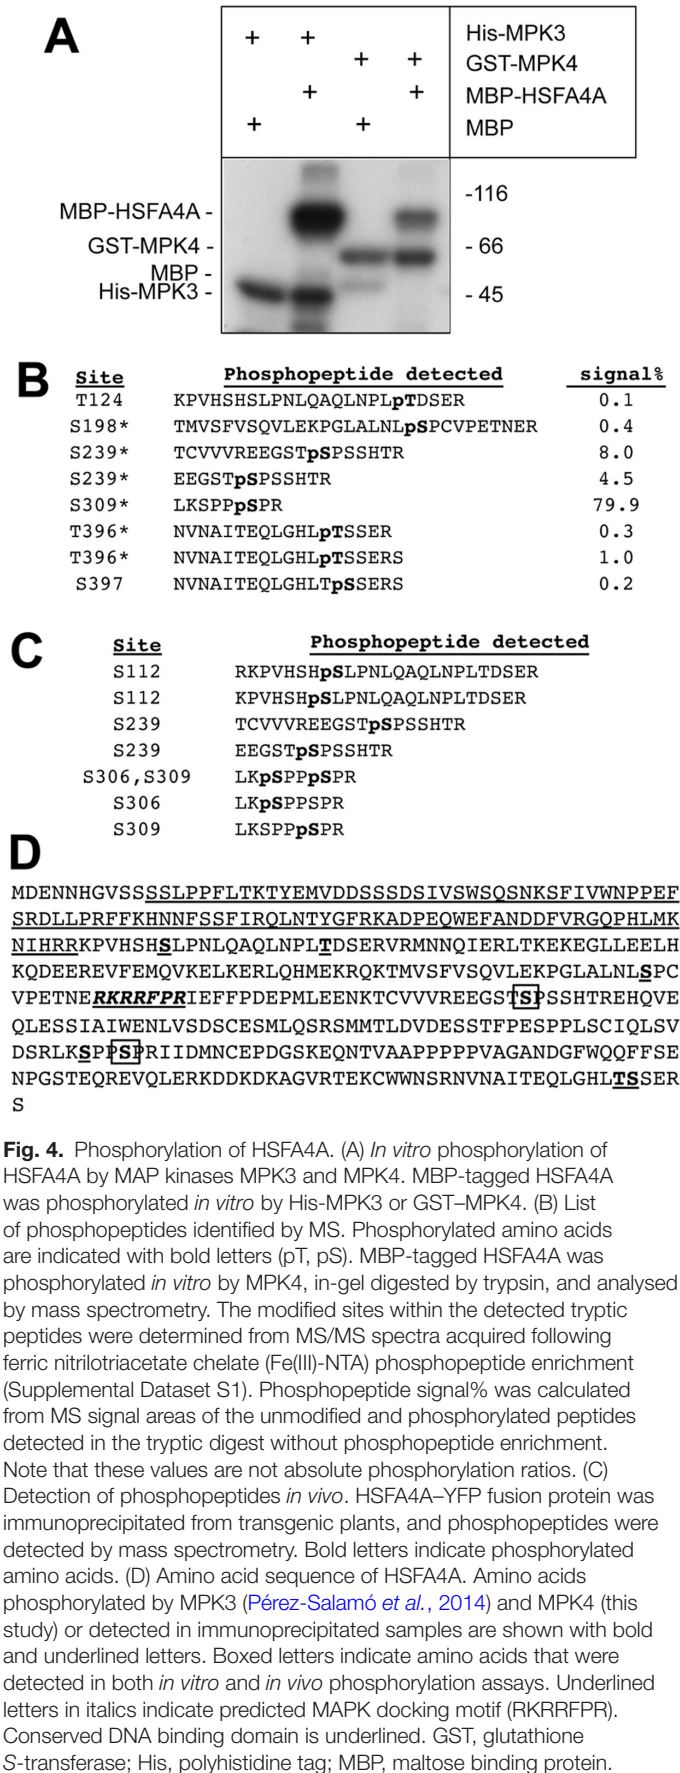 A
+ + His-MPK3
+ + GST-MPK4
+ + MBP-HSFA4A
+ + MBP
-116
MBP-HSFA4A -
GST-MPK4 - - 66
MBP -
His-MPK3 - - 45
B Site Phosphopeptide detected signal%
T124 KPVHSHSLPNLQAQLNPLpTDSER 0.1
S198* TMVSFVSQVLEKPGLALNLpSPCVPETNER 0.4
S239* TCVVVREEGSTpSPSSHTR 8.0
S239* EEGSTpSPSSHTR 4.5
S309* LKSPPpSPR 79.9
T396* NVNAITEQLGHLpTSSER 0.3
T396* NVNAITEQLGHLpTSSERS 1.0
S397 NVNAITEQLGHLTpSSERS 0.2
C Site Phosphopeptide detected
S112 RKPVHSHpSLPNLQAQLNPLTDSER
S112 KPVHSHpSLPNLQAQLNPLTDSER
S239 TCVVVREEGSTpSPSSHTR
S239 EEGSTpSPSSHTR
S306,S309 LKpSPPpSPR
S306 LKpSPPSPR
S309 LKSPPpSPR
D
MDENNHGVSSSSLPPFLTKTYEMVDDSSSDSIVSWSQSNKSFIVWNPPEF
SRDLLPRFFKHNNFSSFIRQLNTYGFRKADPEQWEFANDDFVRGQPHLMK
NIHRRKPVHSHSLPNLQAQLNPLTDSERVRMNNQIERLTKEKEGLLEELH
KQDEEREVFEMQVKELKERLQHMEKRQKTMVSFVSQVLEKPGLALNLSPC
VPETNERKRRFPRIEFFPDEPMLEENKTCVVVREEGSTSPSSHTREHQVE
QLESSIAIWENLVSDSCESMLQSRSMMTLDVDESSTFPESPPLSCIQLSV
DSRLKSPPSPRIIDMNCEPDGSKEQNTVAAPPPPPVAGANDGFWQQFFSE
NPGSTEQREVQLERKDDKDKAGVRTEKCWWNSRNVNAITEQLGHLTSSER
S
Fig. 4. Phosphorylation of HSFA4A. (A) In vitro phosphorylation of
HSFA4A by MAP kinases MPK3 and MPK4. MBP-tagged HSFA4A
was phosphorylated in vitro by His-MPK3 or GST–MPK4. (B) List
of phosphopeptides identified by MS. Phosphorylated amino acids
are indicated with bold letters (pT, pS). MBP-tagged HSFA4A was
phosphorylated in vitro by MPK4, in-gel digested by trypsin, and analysed
by mass spectrometry. The modified sites within the detected tryptic
peptides were determined from MS/MS spectra acquired following
ferric nitrilotriacetate chelate (Fe(III)-NTA) phosphopeptide enrichment
(Supplemental Dataset S1). Phosphopeptide signal% was calculated
from MS signal areas of the unmodified and phosphorylated peptides
detected in the tryptic digest without phosphopeptide enrichment.
Note that these values are not absolute phosphorylation ratios. (C)
Detection of phosphopeptides in vivo. HSFA4A–YFP fusion protein was
immunoprecipitated from transgenic plants, and phosphopeptides were
detected by mass spectrometry. Bold letters indicate phosphorylated
amino acids. (D) Amino acid sequence of HSFA4A. Amino acids
phosphorylated by MPK3 (Pérez-Salamó et al., 2014) and MPK4 (this
study) or detected in immunoprecipitated samples are shown with bold
and underlined letters. Boxed letters indicate amino acids that were
detected in both in vitro and in vivo phosphorylation assays. Underlined
letters in italics indicate predicted MAPK docking motif (RKRRFPR).
Conserved DNA binding domain is underlined. GST, glutathione
S-transferase; His, polyhistidine tag; MBP, maltose binding protein.